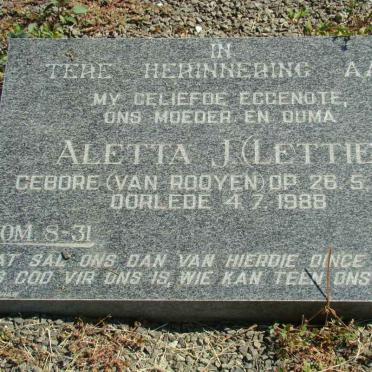 IN
TERE HERINNERING AA
MY GELIEFDE EGGENOTE,
ONS MOEDER EN OUMA
ALETTA J. (LETTIE
GEBORE (VAN ROOYEN) OP 26.5.
OORLEDE 4.7.1988
OM 8-31
AT SAL ONS DAN VAN HIERDIE DINGE
GOD VIR ONS IS, WIE KAN TEEN ONS